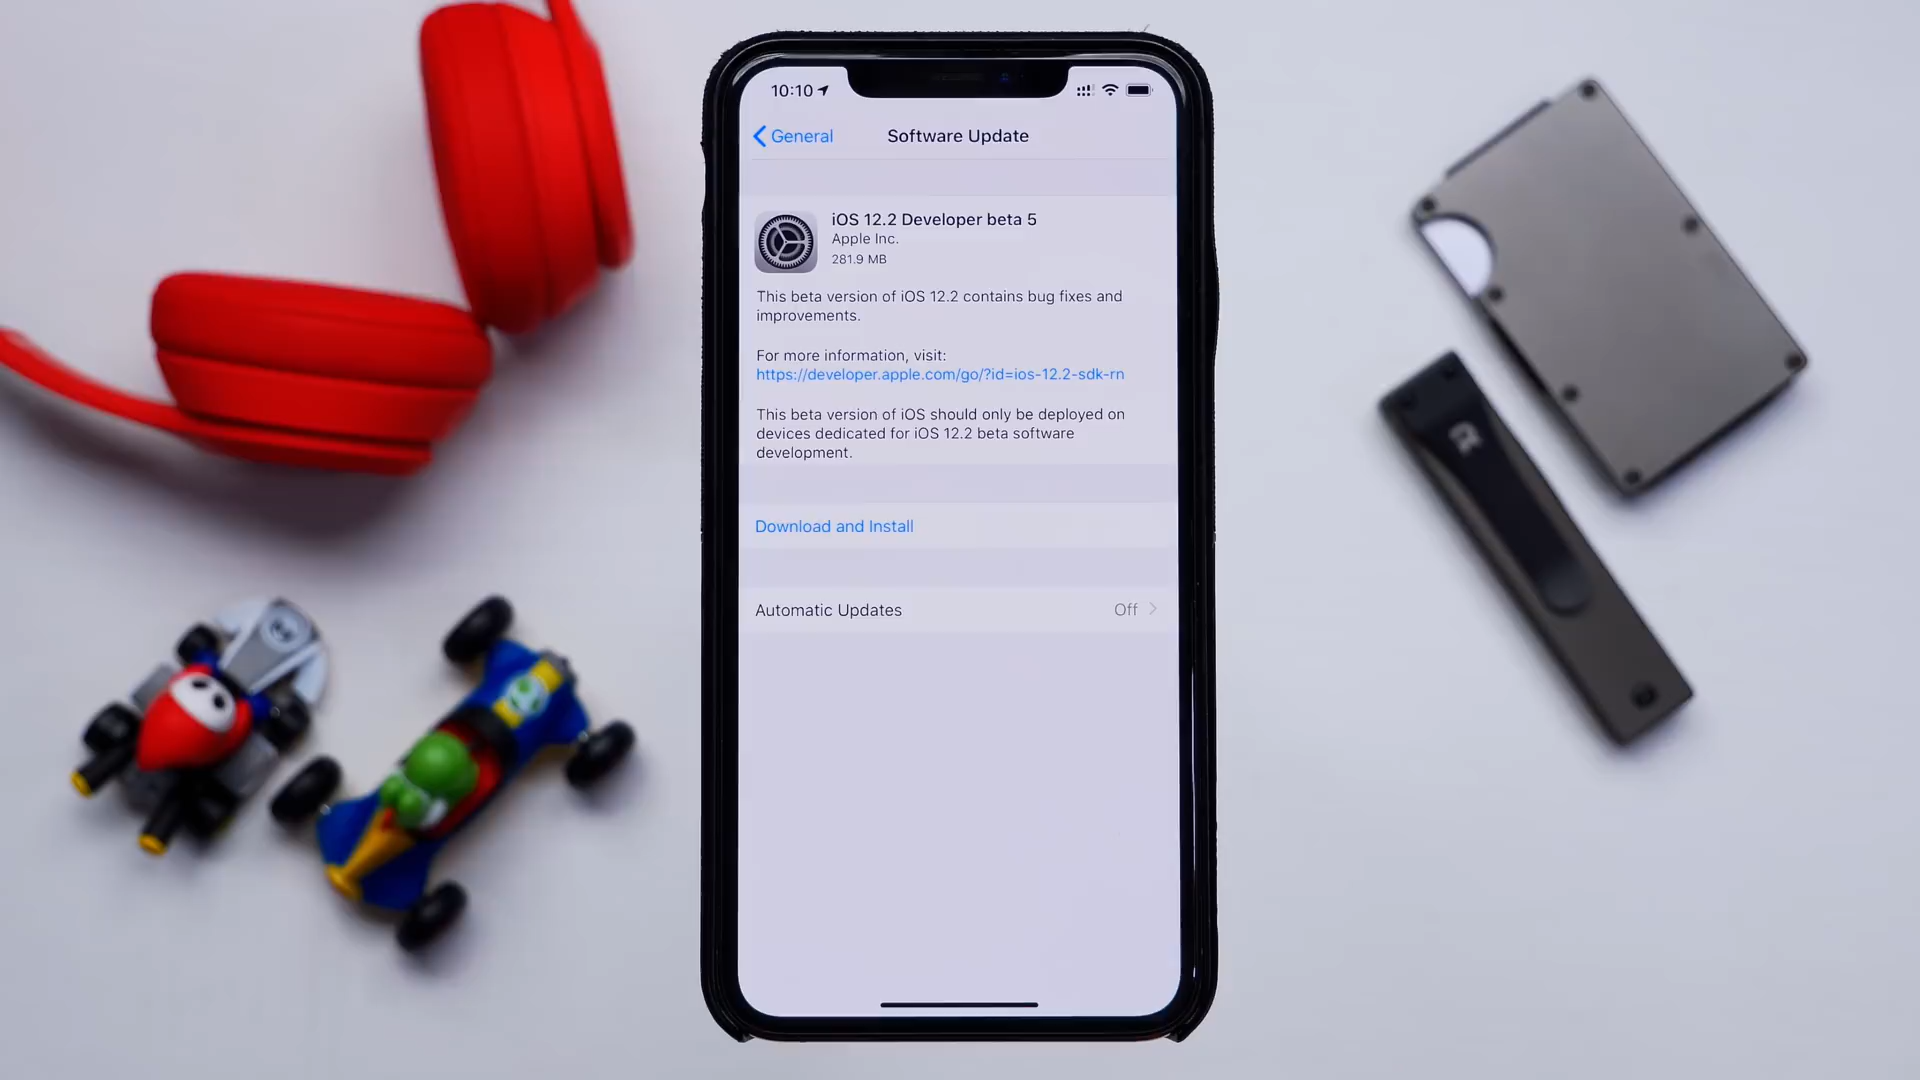 10:10
General
Software Update
iOS 12.2 Developer beta 5
Apple Inc.
281.9 MB
This beta version of iOS 12.2 contains bug fixes and
improvements.
For more information, visit:
https://developer.apple.com/go/?id=ios-12.2-sdk-rn
This beta version of iOS should only be deployed on
devices dedicated for iOS 12.2 beta software
development.
Download and Install
Automatic Updates Off